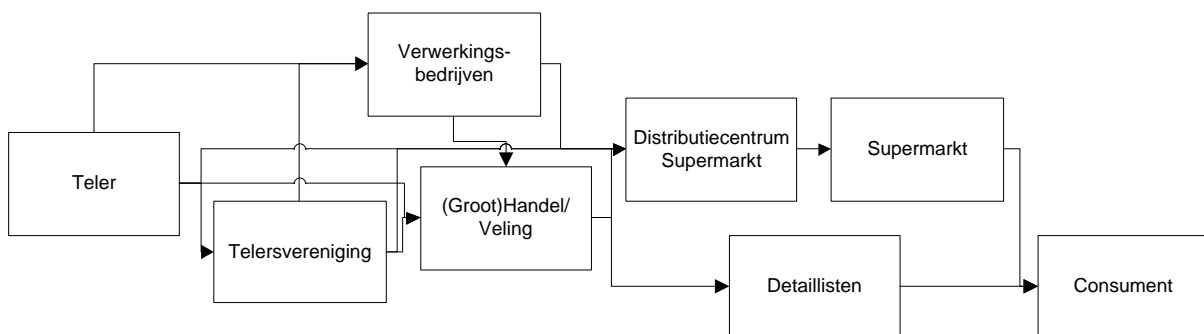 Verwerkings-
bedrijven
Teler
Telersvereniging
(Groot)Handel/
Veling
Distributiecentrum
Supermarkt
Supermarkt
Detaillisten
Consument